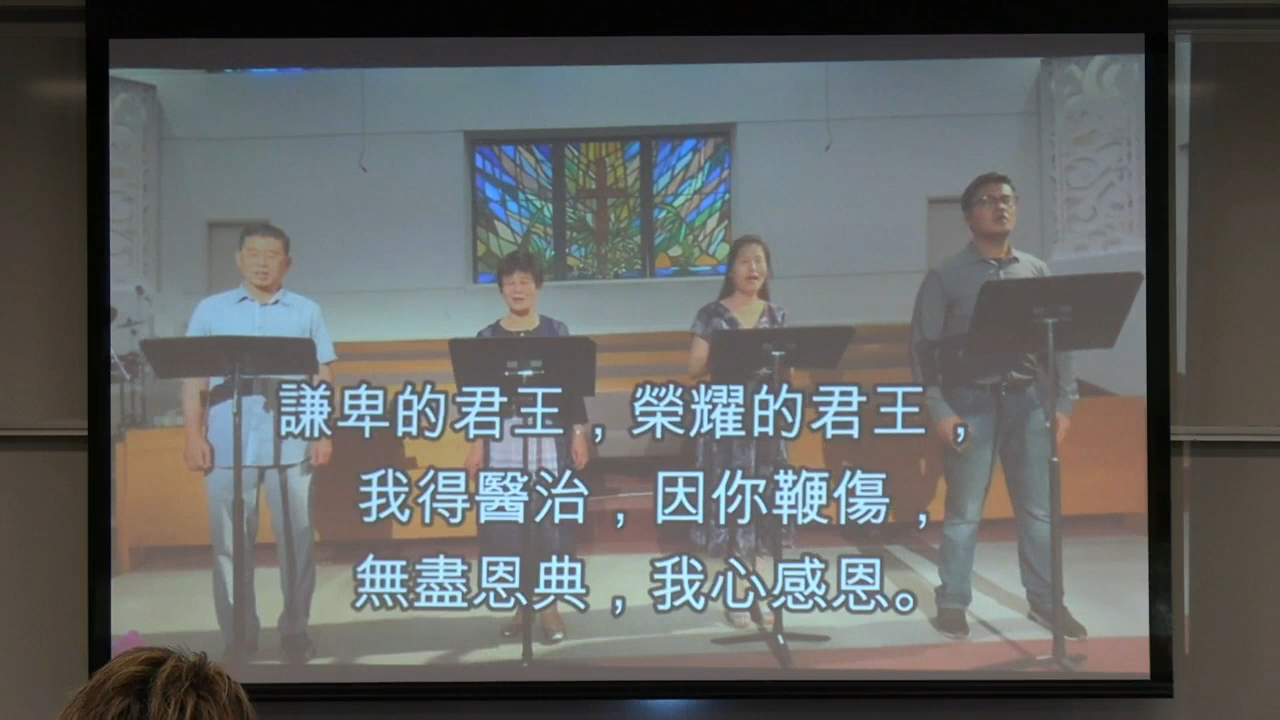 謙卑的君王，榮耀的君王，
我得醫治，因你鞭傷，
無盡恩典，我心感恩。